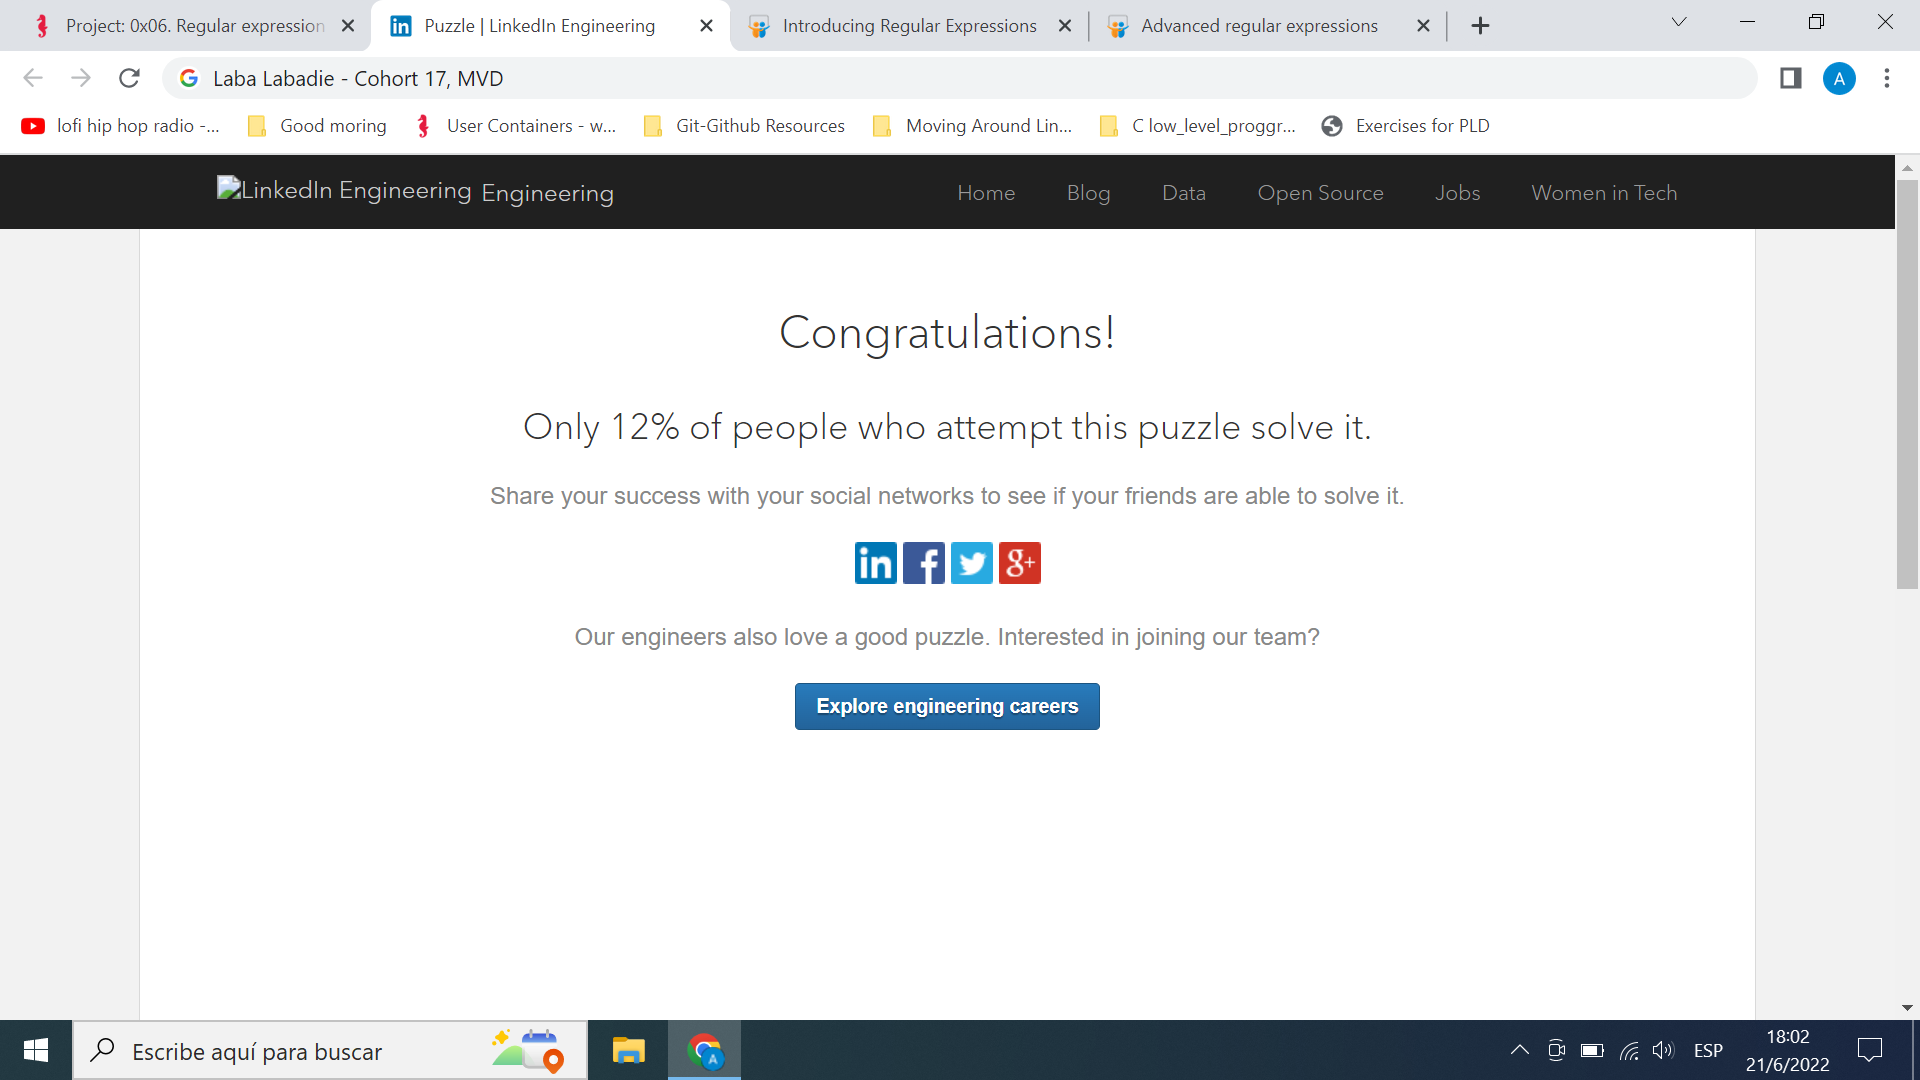 Project: 0x06. Regular expression
Puzzle | LinkedIn Engineering
Introducing Regular Expressions
Advanced regular expressions
Laba Labadie - Cohort 17, MVD
A
lofi hip hop radio -...
Good moring
User Containers - w...
Git-Github Resources
Moving Around Lin...
C low_level_proggr...
Exercises for PLD
LinkedIn Engineering Engineering
Home
Blog
Data
Open Source
Jobs
Women in Tech
Congratulations!
Only 12% of people who attempt this puzzle solve it.
Share your success with your social networks to see if your friends are able to solve it.
in f g+
Our engineers also love a good puzzle. Interested in joining our team?
Explore engineering careers
Escribe aquí para buscar
A
ESP
18:02
21/6/2022